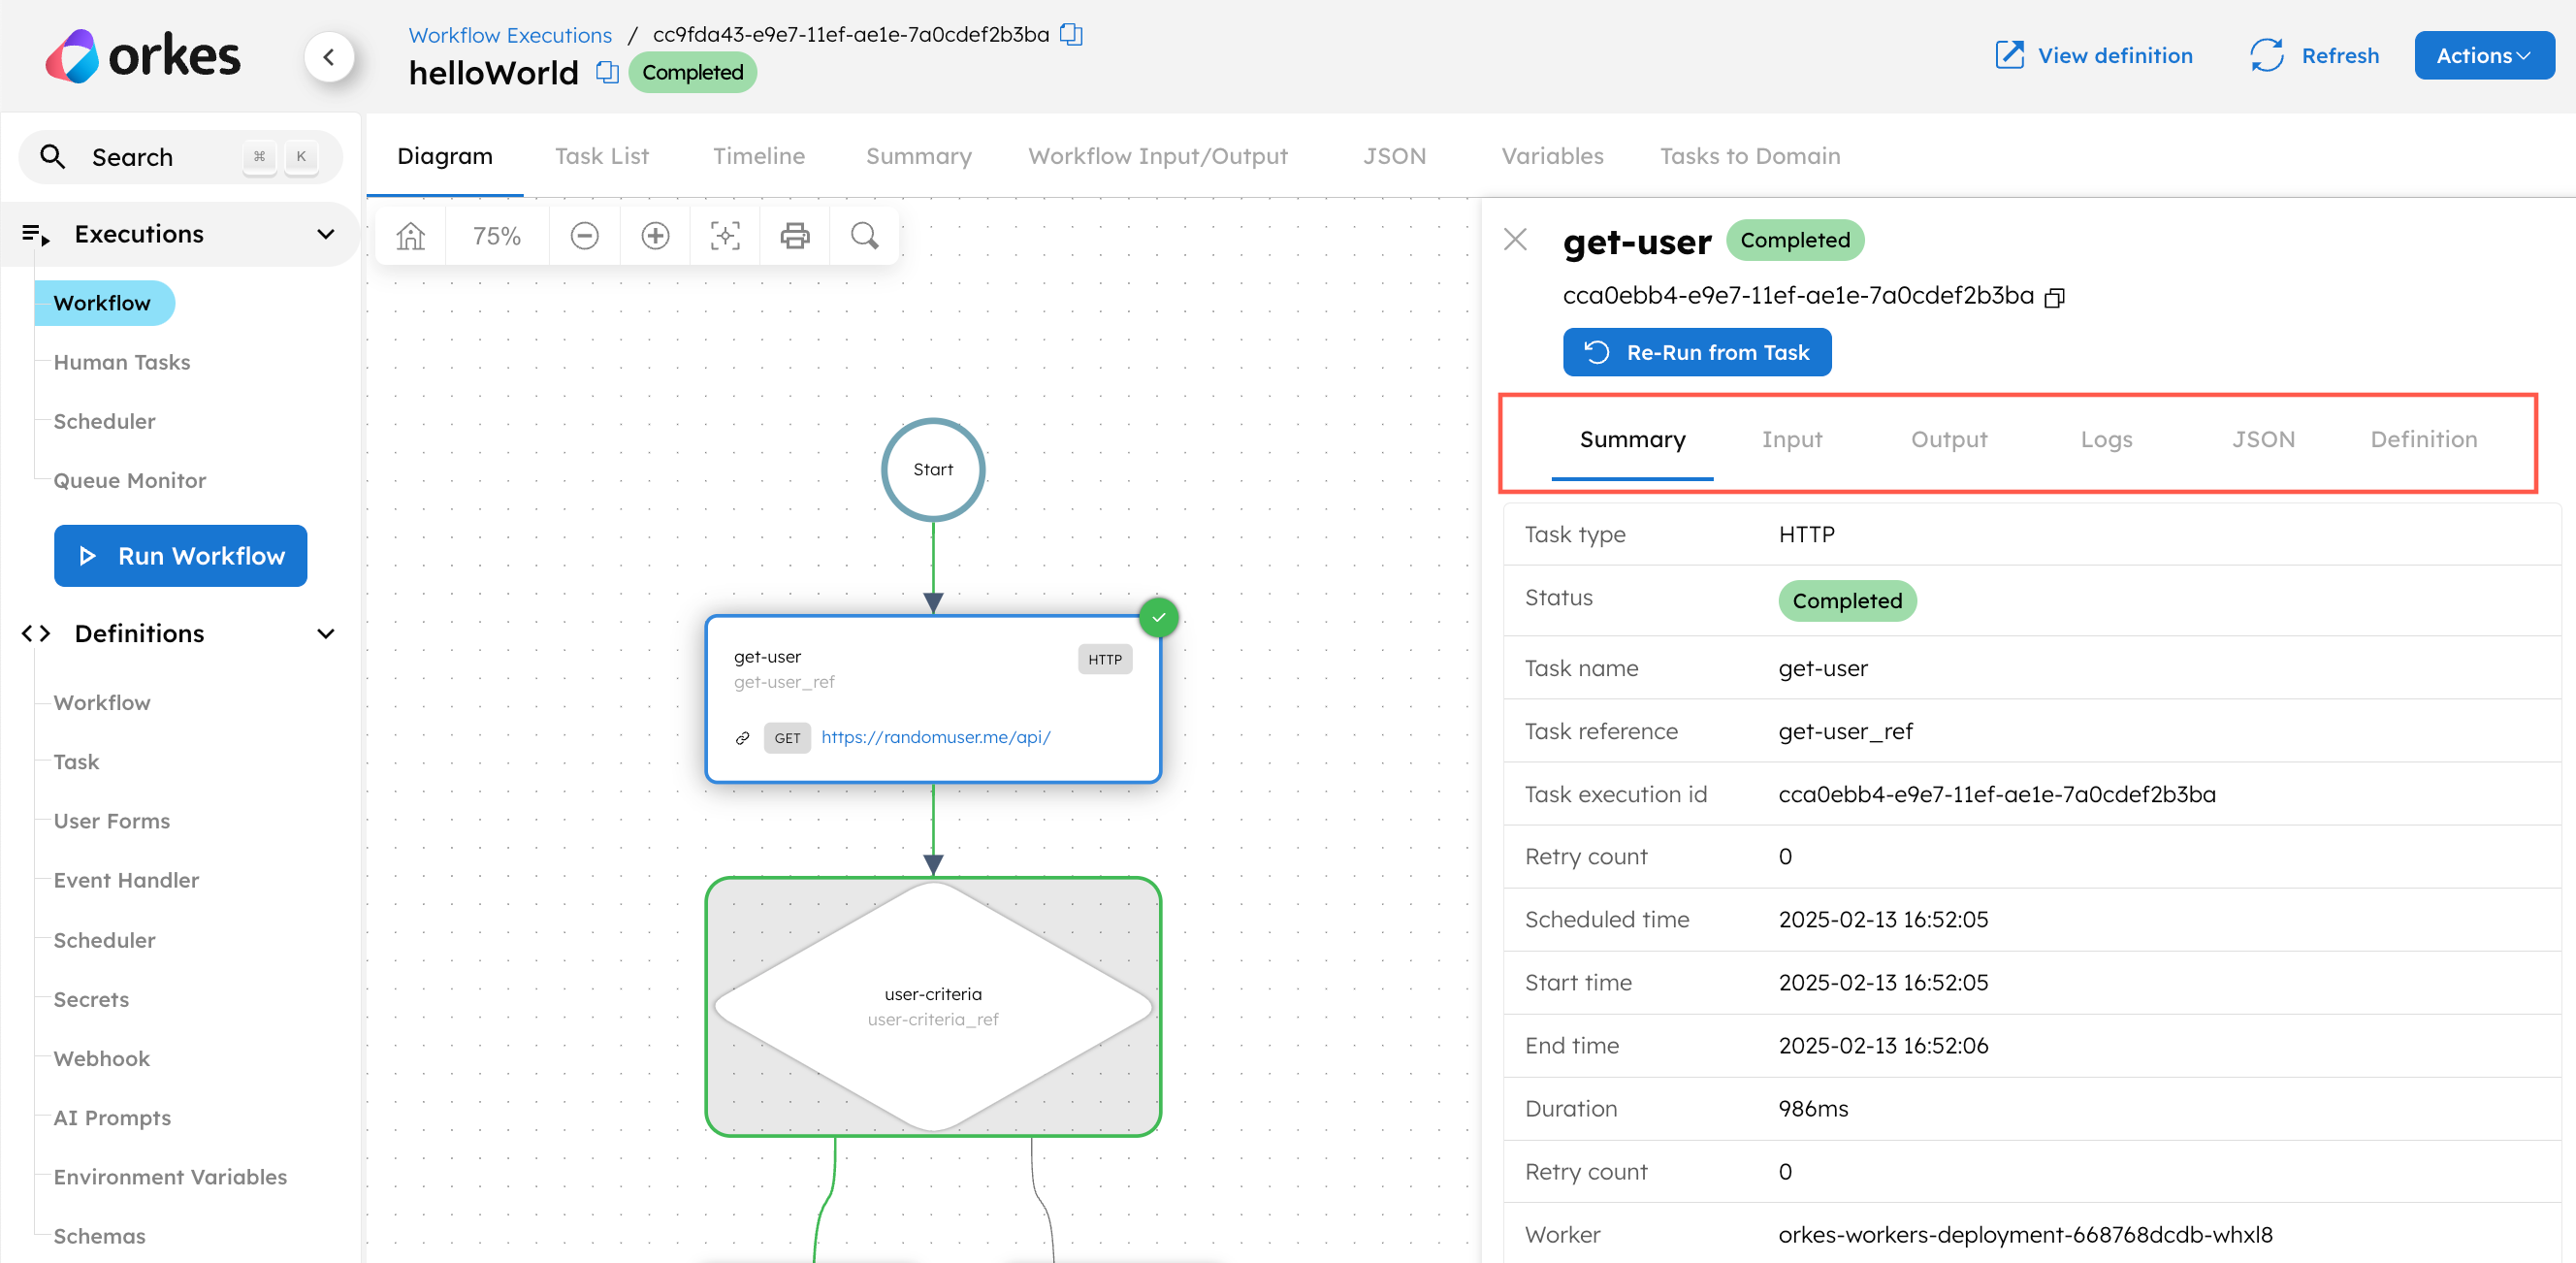 orkes
Workflow Executions / cc9fda43-e9e7-11ef-ae1e-7a0cdef2b3ba
helloWorld Completed
View definition
Refresh
Actions
Search ⌘ K
Executions
Workflow
Human Tasks
Scheduler
Queue Monitor
Run Workflow
Definitions
Workflow
Task
User Forms
Event Handler
Scheduler
Secrets
Webhook
AI Prompts
Environment Variables
Schemas
Diagram Task List Timeline Summary Workflow Input/Output JSON Variables Tasks to Domain
75%
Start
get-user
HTTP
get-user_ref
GET https://randomuser.me/api/
user-criteria
user-criteria_ref
get-user Completed
cca0ebb4-e9e7-11ef-ae1e-7a0cdef2b3ba
Re-Run from Task
Summary Input Output Logs JSON Definition
Task type HTTP
Status Completed
Task name get-user
Task reference get-user_ref
Task execution id cca0ebb4-e9e7-11ef-ae1e-7a0cdef2b3ba
Retry count 0
Scheduled time 2025-02-13 16:52:05
Start time 2025-02-13 16:52:05
End time 2025-02-13 16:52:06
Duration 986ms
Retry count 0
Worker orkes-workers-deployment-668768dcdb-whxl8